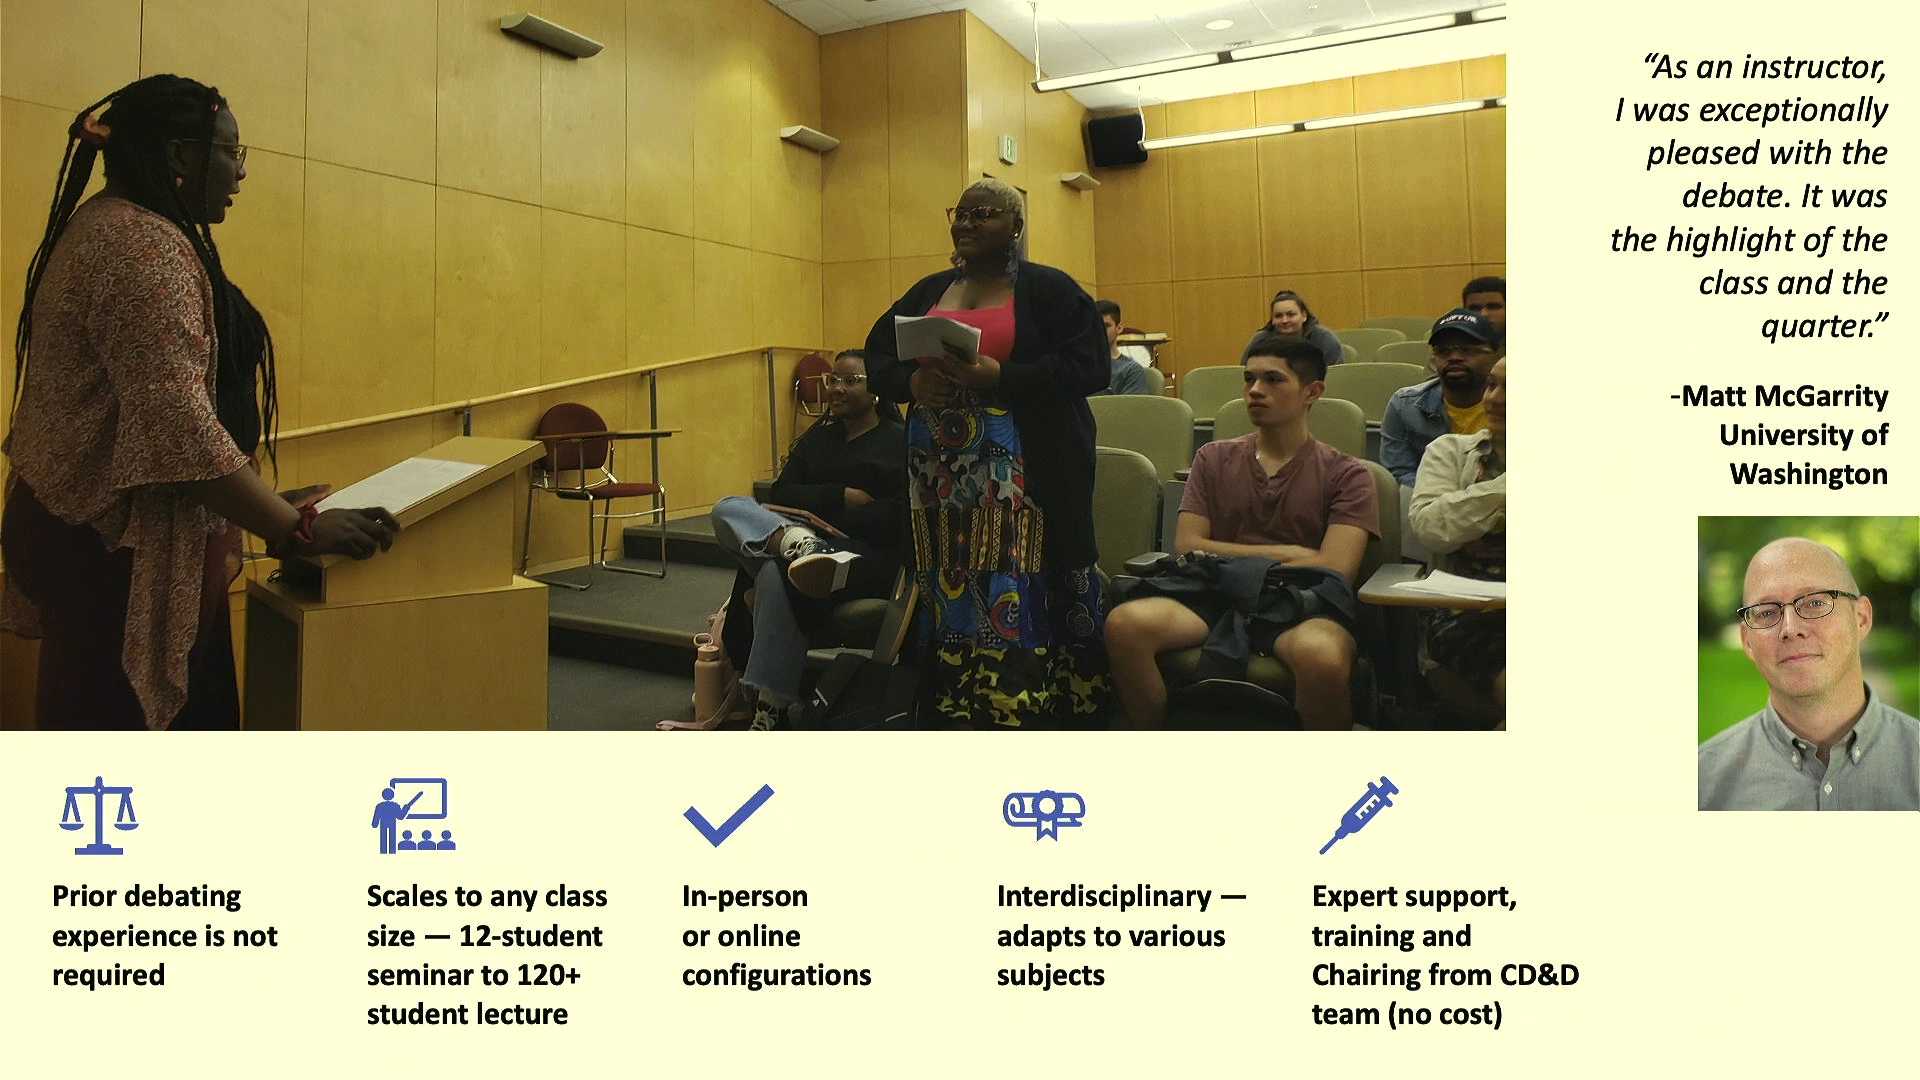 “As an instructor,
I was exceptionally
pleased with the
debate. It was
the highlight of the
class and the
quarter.”
-Matt McGarrity
University of
Washington
Prior debating
experience is not
required
Scales to any class
size — 12-student
seminar to 120+
student lecture
In-person
or online
configurations
Interdisciplinary —
adapts to various
subjects
Expert support,
training and
Chairing from CD&D
team (no cost)